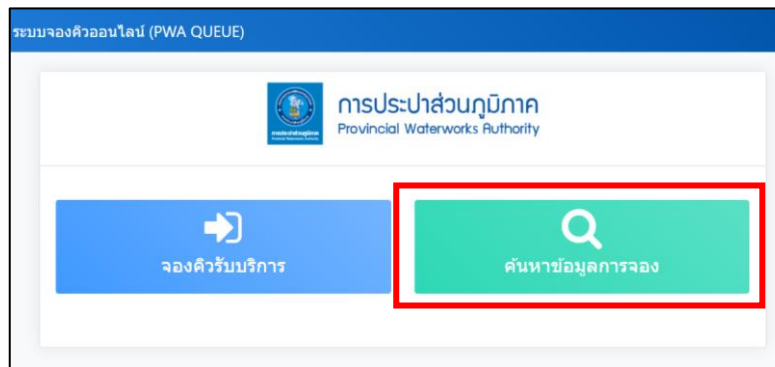 ระบบจองคิวออนไลน์ (PWA QUEUE)
การประปาส่วนภูมิภาค
Provincial Waterworks Authority
จองคิวรับบริการ
ค้นหาข้อมูลการจอง